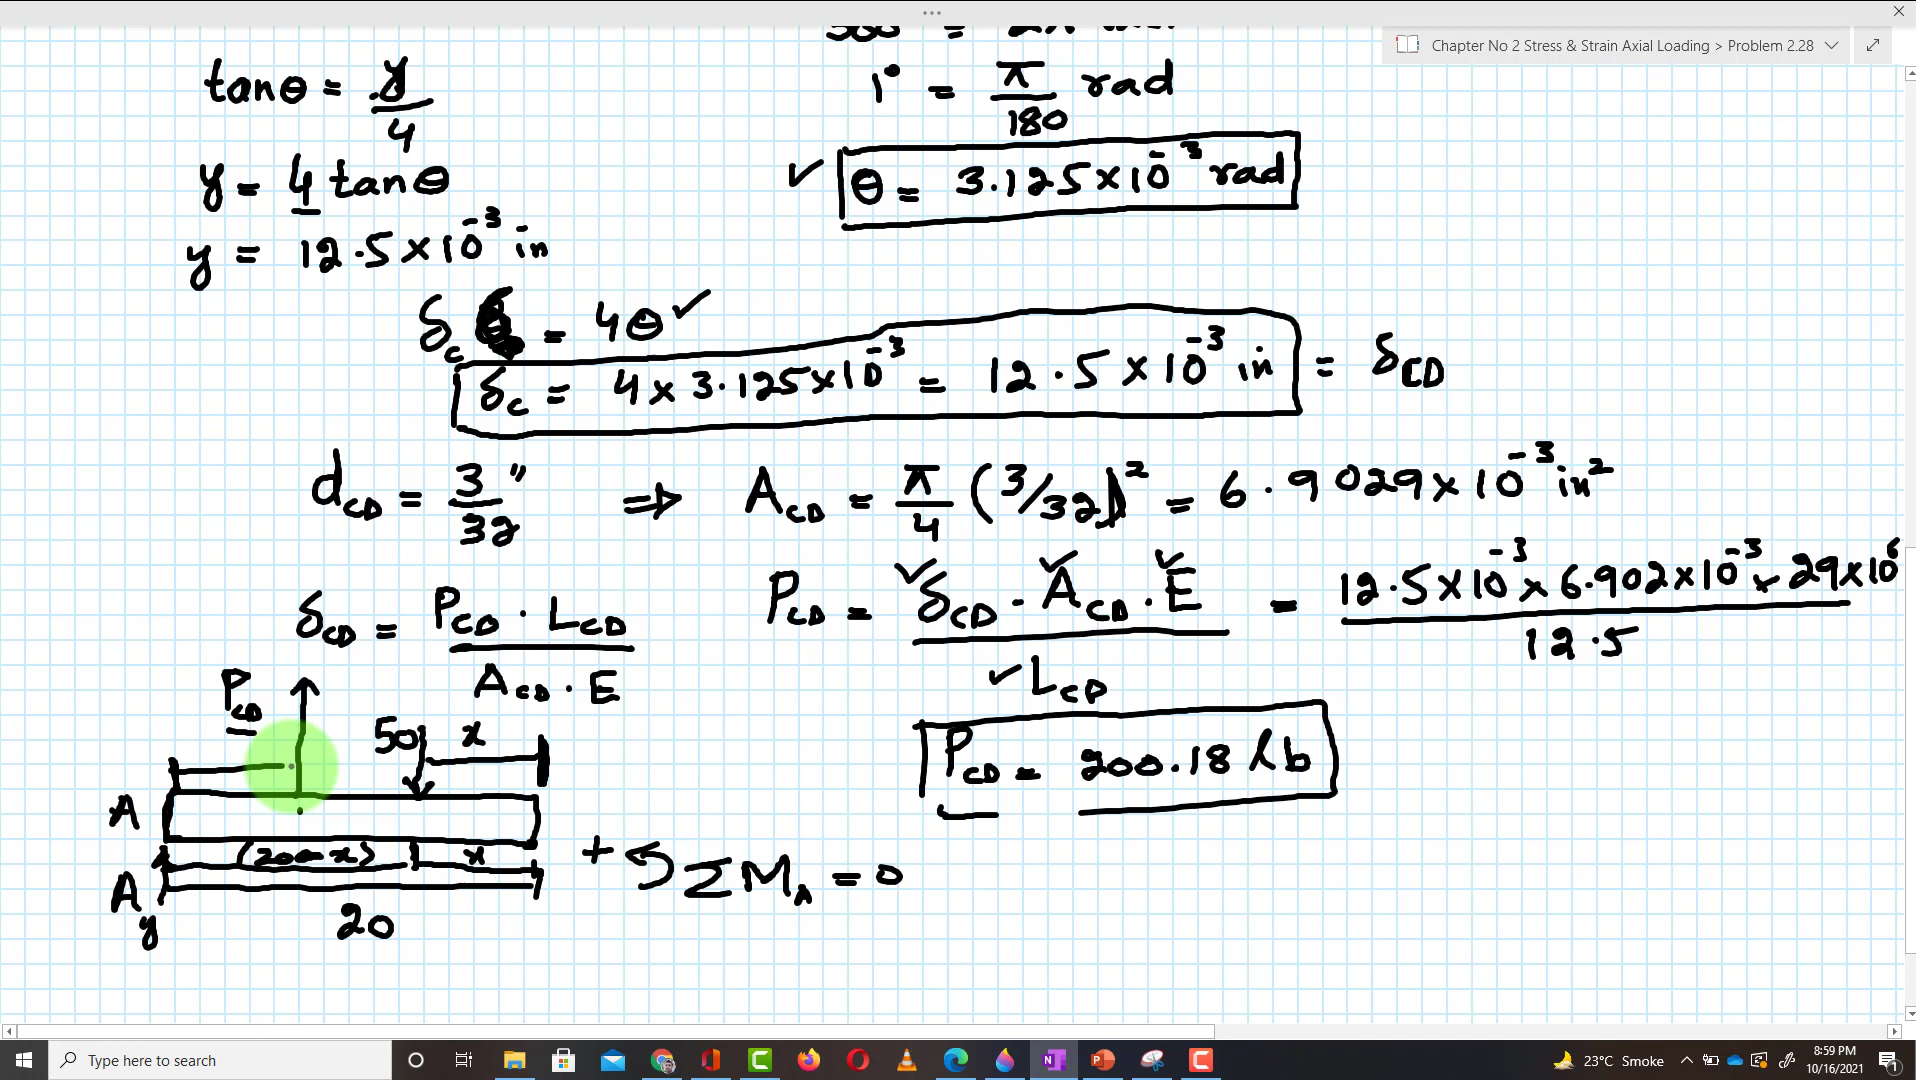 Chapter No 2 Stress & Strain Axial Loading > Problem 2.28
tanθ = y/4
1° = π/180 rad
y = 4 tanθ
θ = 3.125×10⁻³ rad
y = 12.5×10⁻³ in
δc = 4θ
δc = 4×3.125×10⁻³ = 12.5×10⁻³ in = δCD
dCD = 3/32" ⇒ ACD = π/4 (3/32)² = 6.9029×10⁻³ in²
δCD = PCD · LCD / ACD · E
PCD = δCD · ACD · E / LCD = 12.5×10⁻³ × 6.902×10⁻³ × 29×10⁶ / 12.5
PCD
50
x
PCD = 200.18 lb
A
x
Ay
20
+ ΣMA = 0
Type here to search
23°C Smoke
8:59 PM
10/16/2021
1